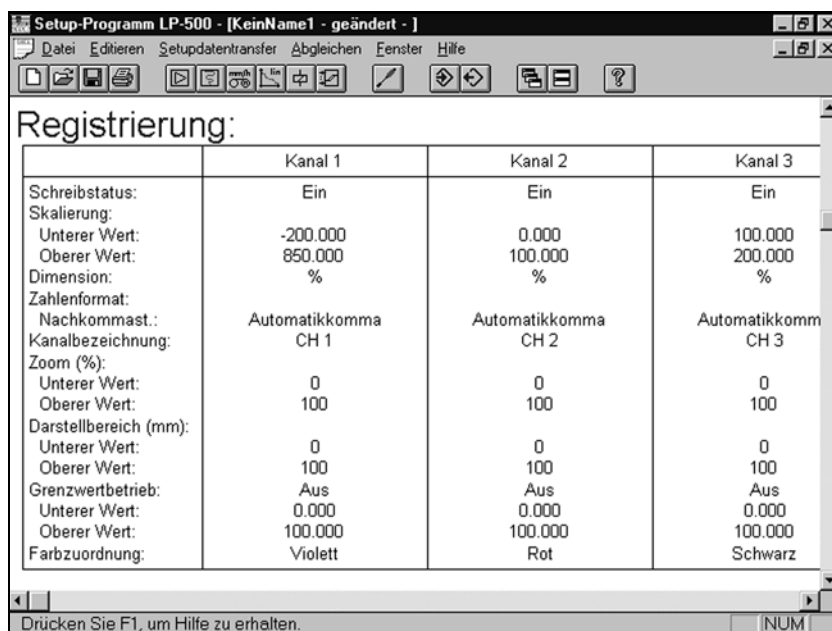 Setup-Programm LP-500 - [KeinName1 - geändert - ]
Datei Editieren Setupdatentransfer Abgleichen Fenster Hilfe
Registrierung:
Kanal 1 Kanal 2 Kanal 3
Schreibstatus: Ein Ein Ein
Skalierung:
Unterer Wert: -200.000 0.000 100.000
Oberer Wert: 850.000 100.000 200.000
Dimension: % % %
Zahlenformat:
Nachkommast.: Automatikkomma Automatikkomma Automatikkomm
Kanalbezeichnung: CH 1 CH 2 CH 3
Zoom (%):
Unterer Wert: 0 0 0
Oberer Wert: 100 100 100
Darstellbereich (mm):
Unterer Wert: 0 0 0
Oberer Wert: 100 100 100
Grenzwertbetrieb: Aus Aus Aus
Unterer Wert: 0.000 0.000 0.000
Oberer Wert: 100.000 100.000 100.000
Farbzuordnung: Violett Rot Schwarz
Drücken Sie F1, um Hilfe zu erhalten. NUM